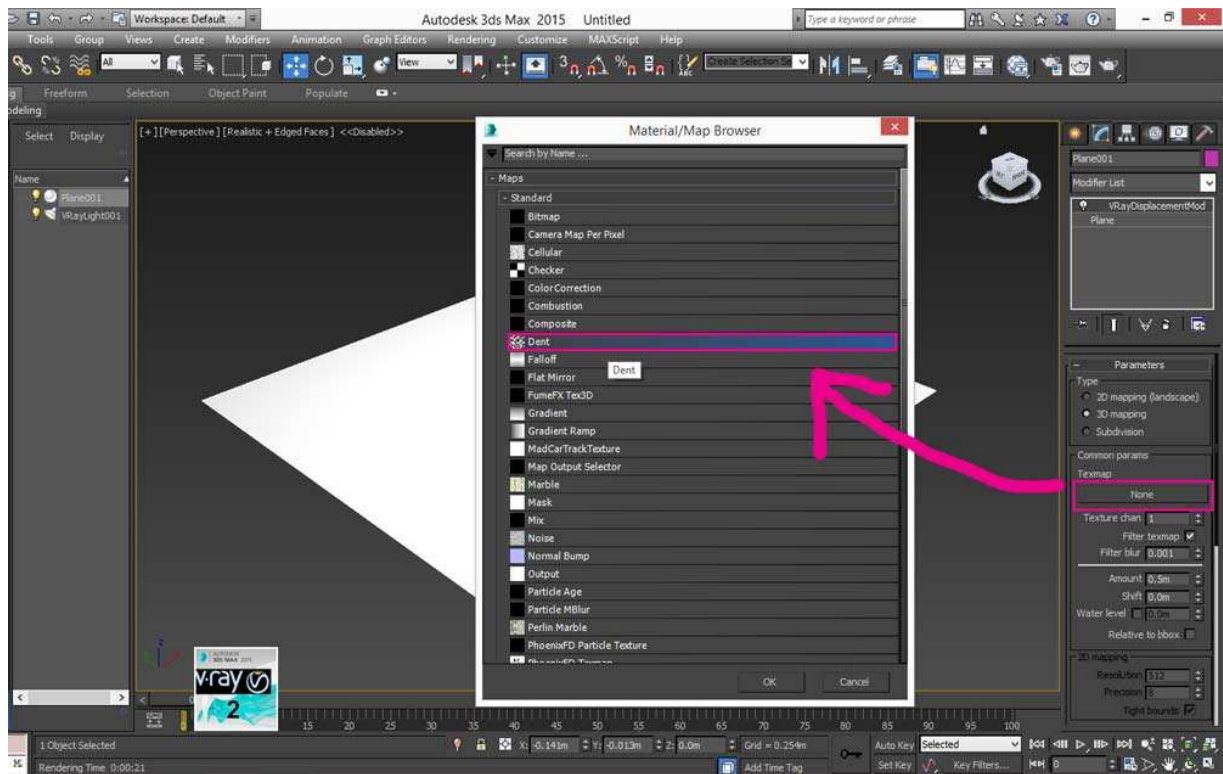 Workspace: Default
Autodesk 3ds Max 2015 Untitled
Type a keyword or phrase
Tools Group Views Create Modifiers Animation Graph Editors Rendering Customize MAXScript Help
All
View
Create Selection Se
Freeform Selection Object Paint Populate
Select Display
[+][Perspective][Realistic + Edged Faces] <<Disabled>>
Name
Plane001
VRayLight001
Material/Map Browser
Search by Name ...
- Maps
- Standard
Bitmap
Camera Map Per Pixel
Cellular
Checker
ColorCorrection
Combustion
Composite
Dent
Falloff
Dent
Flat Mirror
FumeFX Tex3D
Gradient
Gradient Ramp
MadCarTrackTexture
Map Output Selector
Marble
Mask
Mix
Noise
Normal Bump
Output
Particle Age
Particle MBlur
Perlin Marble
PhoenixFD Particle Texture
PhoenixFD Texmap
OK Cancel
Plane001
Modifier List
VRayDisplacementMod
Plane
- Parameters
Type
2D mapping (landscape)
3D mapping
Subdivision
Common params
Texmap
None
Texture chan 1
Filter texmap
Filter blur 0.001
Amount 0.5m
Shift 0.0m
Water level 0.0m
Relative to bbox
2D mapping
Resolution 512
Precision 8
Tight bounds
AUTODESK
3DS MAX 2015
v·ray
2
15 20 25 30 35 40 45 50 55 60 65 70 75 80 85 90 95 100
1 Object Selected
X: -0.141m Y: -0.013m Z: 0.0m Grid = 0.254m
Auto Key Selected
Rendering Time 0:00:21
Add Time Tag
Set Key Key Filters... 0